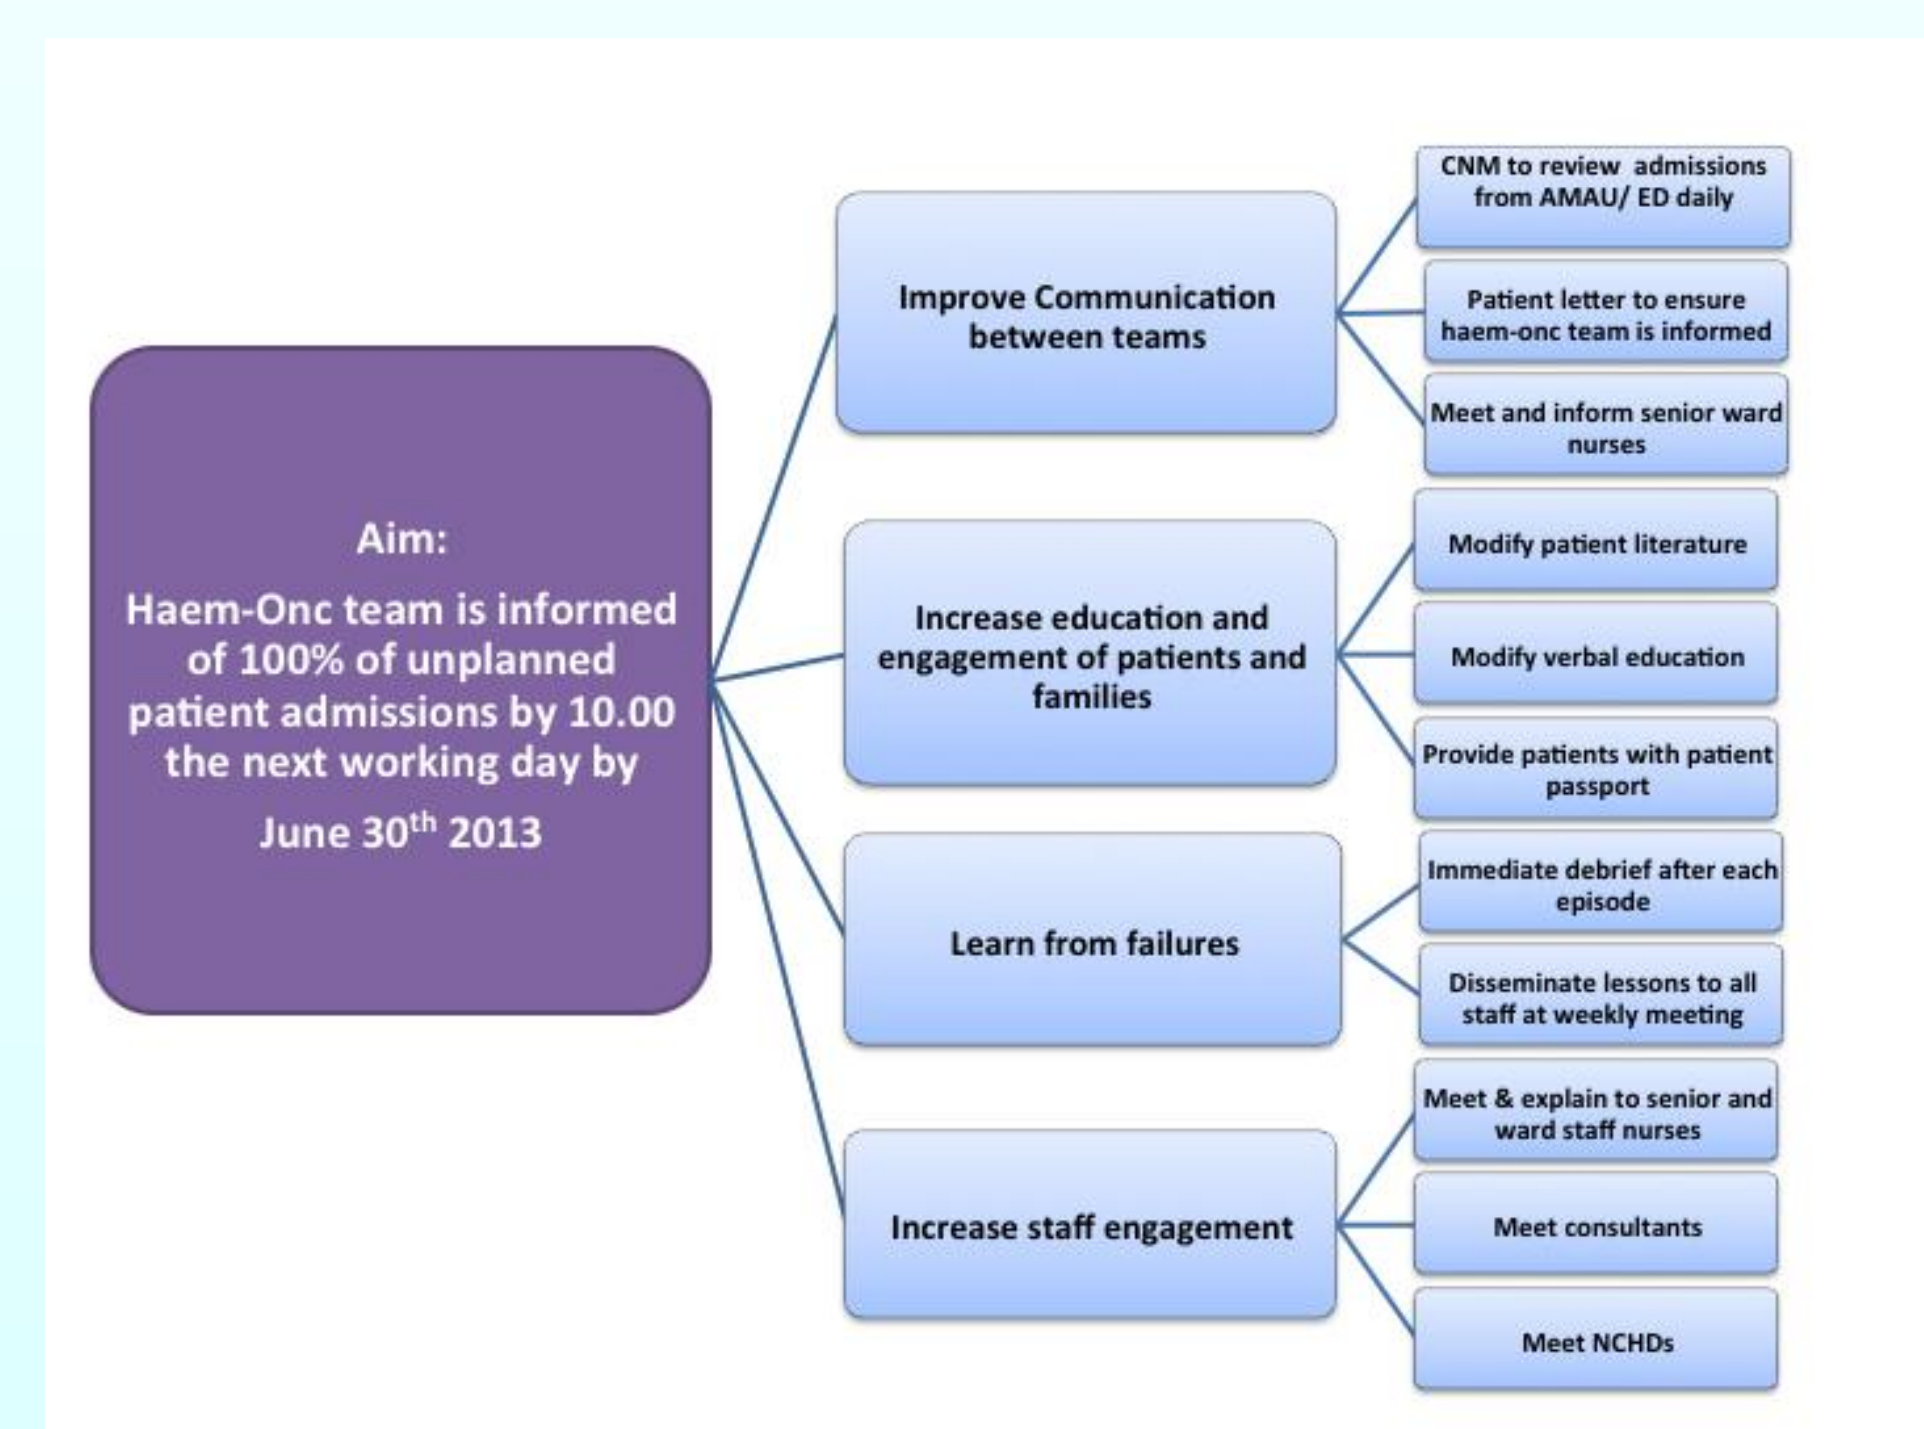 Aim:
Haem-Onc team is informed
of 100% of unplanned
patient admissions by 10.00
the next working day by
June 30th 2013
Improve Communication
between teams
CNM to review admissions
from AMAU/ ED daily
Patient letter to ensure
haem-onc team is informed
Meet and inform senior ward
nurses
Increase education and
engagement of patients and
families
Modify patient literature
Modify verbal education
Provide patients with patient
passport
Learn from failures
Immediate debrief after each
episode
Disseminate lessons to all
staff at weekly meeting
Increase staff engagement
Meet & explain to senior and
ward staff nurses
Meet consultants
Meet NCHDs